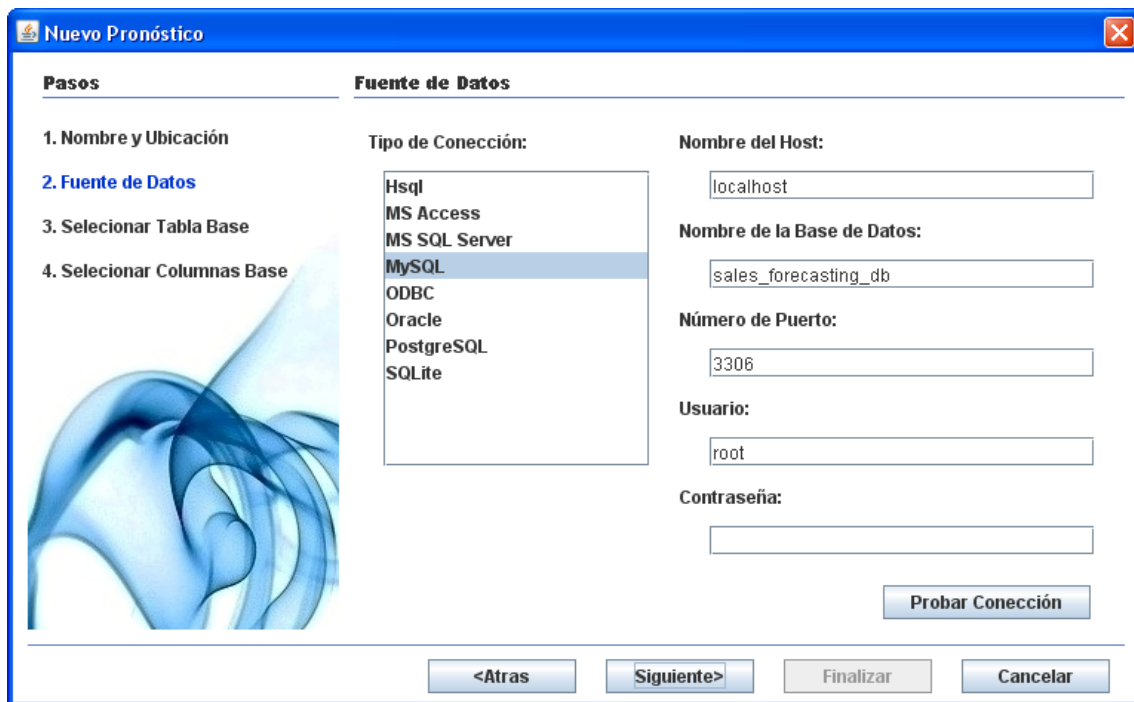 Nuevo Pronóstico
Pasos
1. Nombre y Ubicación
2. Fuente de Datos
3. Selecionar Tabla Base
4. Selecionar Columnas Base
Fuente de Datos
Tipo de Conección:
Hsql
MS Access
MS SQL Server
MySQL
ODBC
Oracle
PostgreSQL
SQLite
Nombre del Host:
localhost
Nombre de la Base de Datos:
sales_forecasting_db
Número de Puerto:
3306
Usuario:
root
Contraseña:
Probar Conección
<Atras
Siguiente>
Finalizar
Cancelar